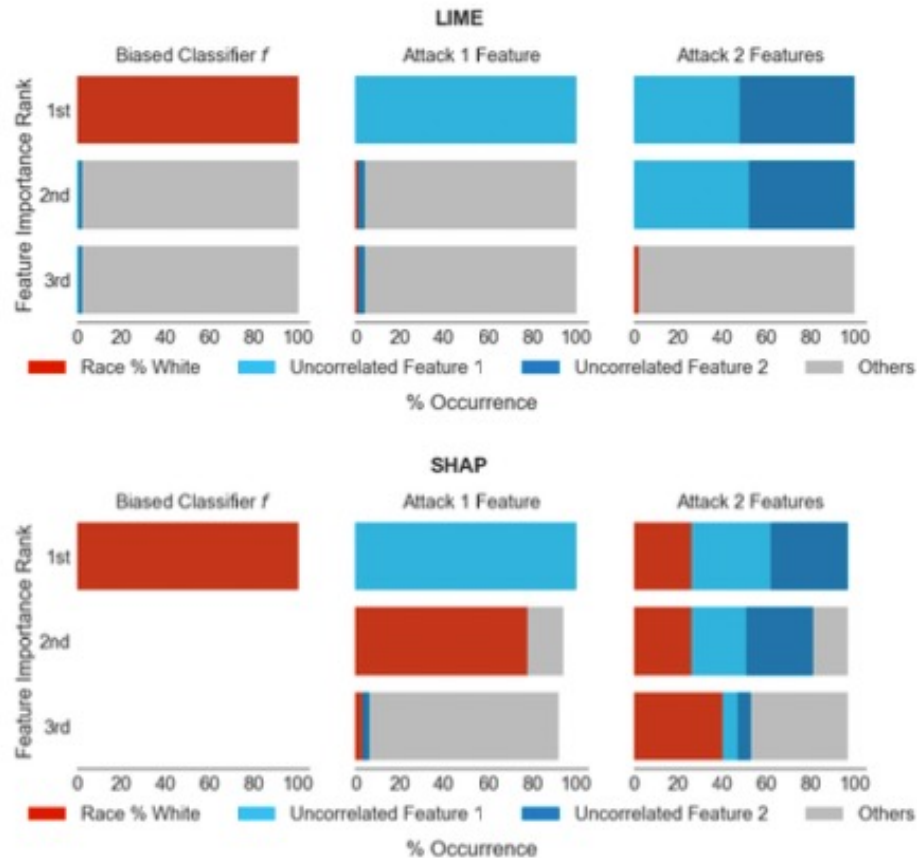 LIME
Biased Classifier f
Attack 1 Feature
Attack 2 Features
Feature Importance Rank
1st
2nd
3rd
0 20 40 60 80 100
0 20 40 60 80 100
0 20 40 60 80 100
Race % White
Uncorrelated Feature 1
Uncorrelated Feature 2
Others
% Occurrence
SHAP
Biased Classifier f
Attack 1 Feature
Attack 2 Features
Feature Importance Rank
1st
2nd
3rd
0 20 40 60 80 100
0 20 40 60 80 100
0 20 40 60 80 100
Race % White
Uncorrelated Feature 1
Uncorrelated Feature 2
Others
% Occurrence